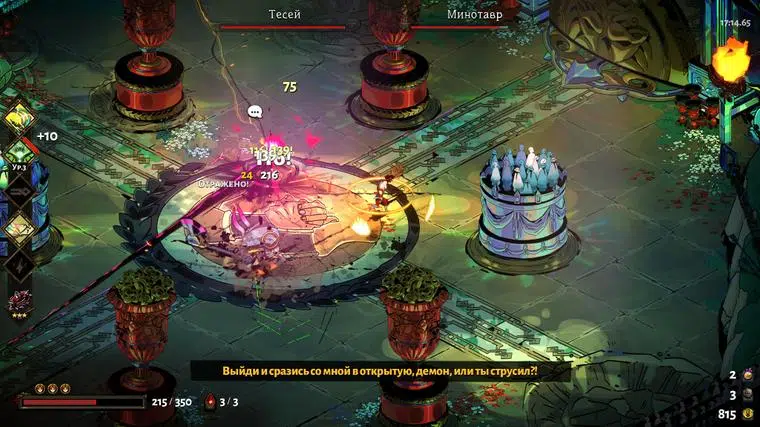 Тесей
Минотавр
17:14.65
75
+10
Ур.3
24 216
ОТРАЖЕНО!
Выйди и сразись со мной в открытую, демон, или ты струсил?!
215 / 350
3 / 3
2
3
815